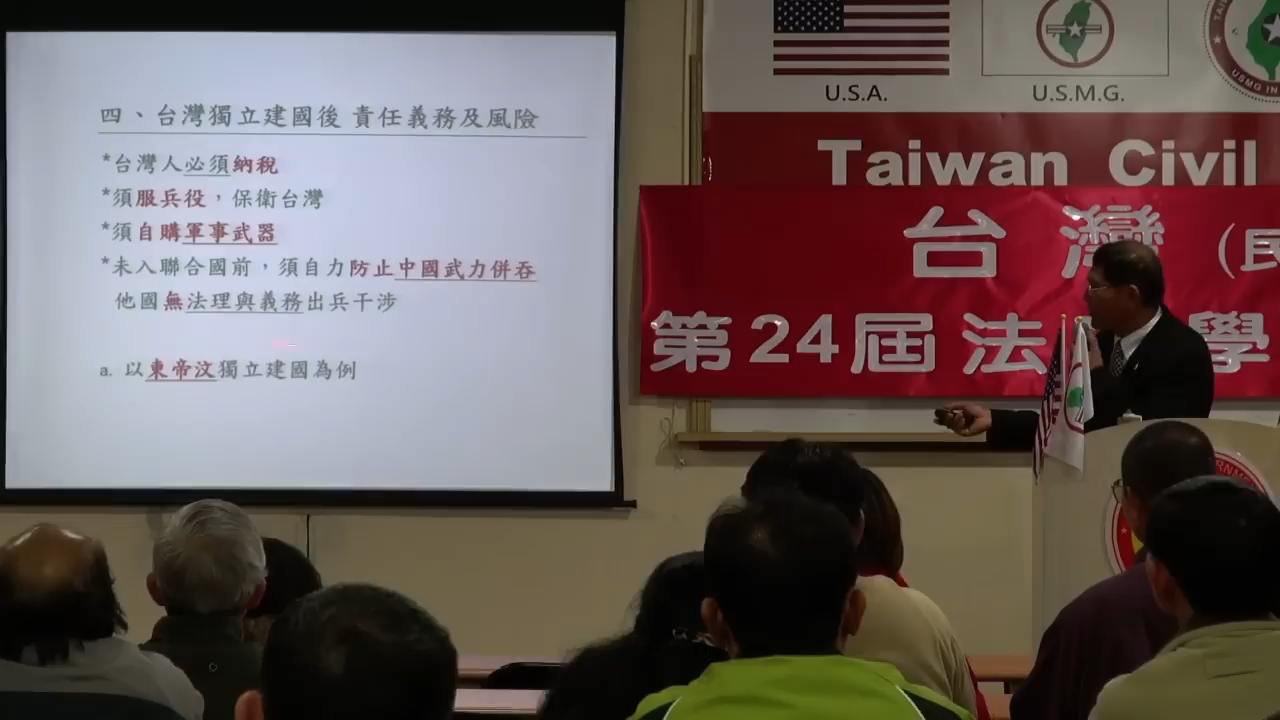 四、台灣獨立建國後 責任義務及風險
*台灣人必須納稅
*須服兵役，保衛台灣
*須自購軍事武器
*未入聯合國前，須自力防止中國武力併吞
他國無法理與義務出兵干涉
a. 以東帝汶獨立建國為例
U.S.A.
U.S.M.G.
Taiwan Civil
台灣（民
第24屆法 學